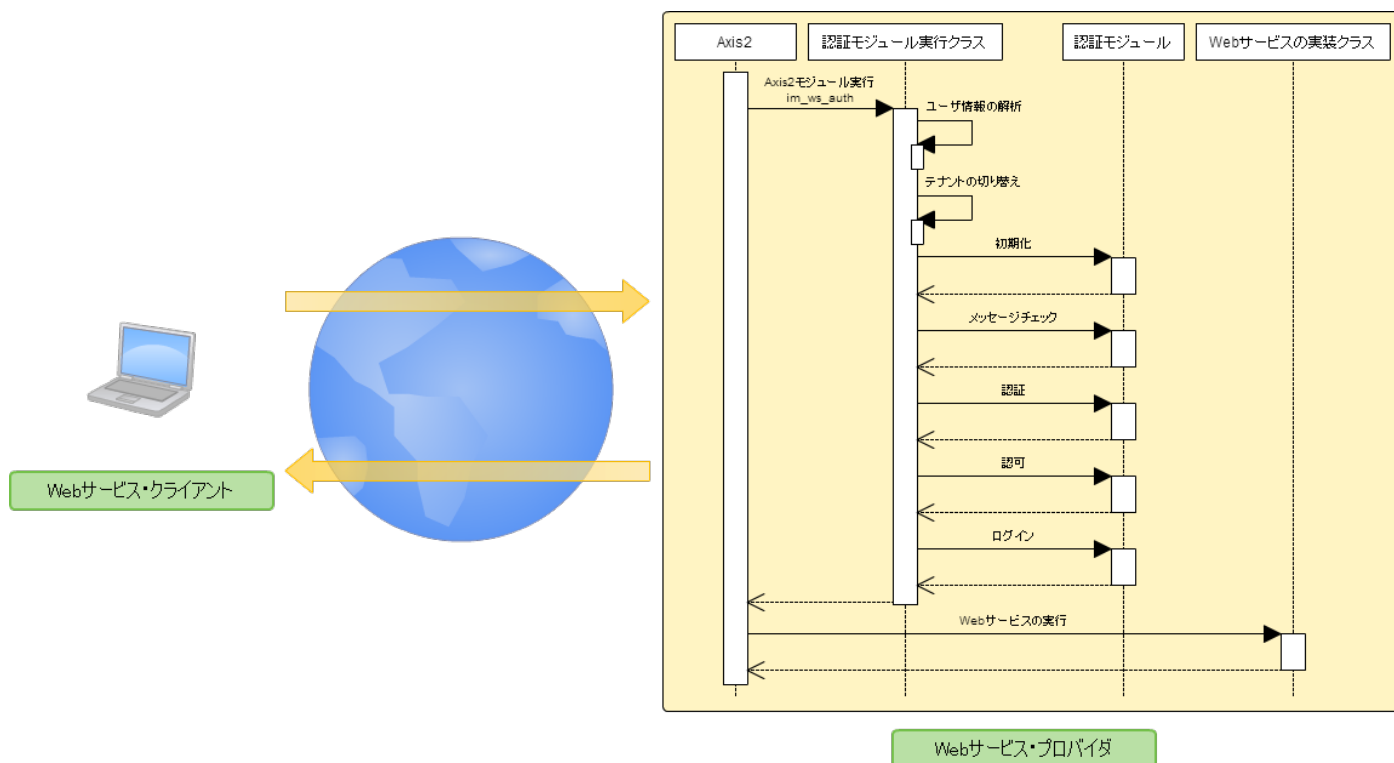 Axis2
認証モジュール実行クラス
認証モジュール
Webサービスの実装クラス
Axis2モジュール実行
im_ws_auth
ユーザ情報の解析
テナントの切り替え
初期化
メッセージチェック
認証
認可
ログイン
Webサービスの実行
Webサービス・クライアント
Webサービス・プロバイダ